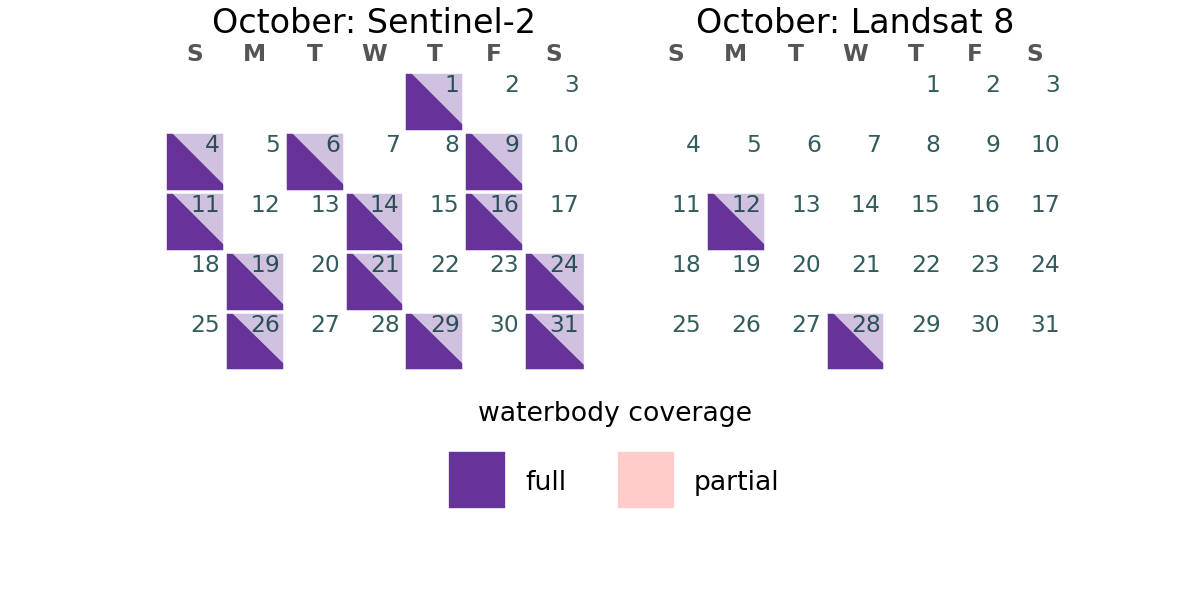 October: Sentinel-2
S M T W T F S
1 2 3
4 5 6 7 8 9 10
11 12 13 14 15 16 17
18 19 20 21 22 23 24
25 26 27 28 29 30 31
October: Landsat 8
S M T W T F S
1 2 3
4 5 6 7 8 9 10
11 12 13 14 15 16 17
18 19 20 21 22 23 24
25 26 27 28 29 30 31
waterbody coverage
full partial